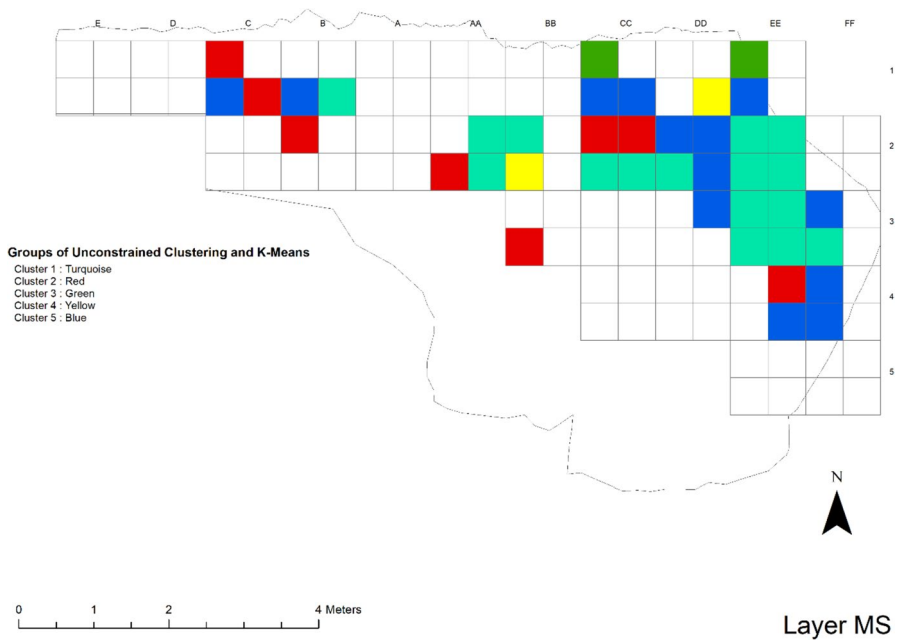 E D C B A AA BB CC DD EE FF
1
2
3
Groups of Unconstrained Clustering and K-Means
Cluster 1 : Turquoise
Cluster 2 : Red
Cluster 3 : Green
Cluster 4 : Yellow
Cluster 5 : Blue
4
5
N
0 1 2 4 Meters
Layer MS